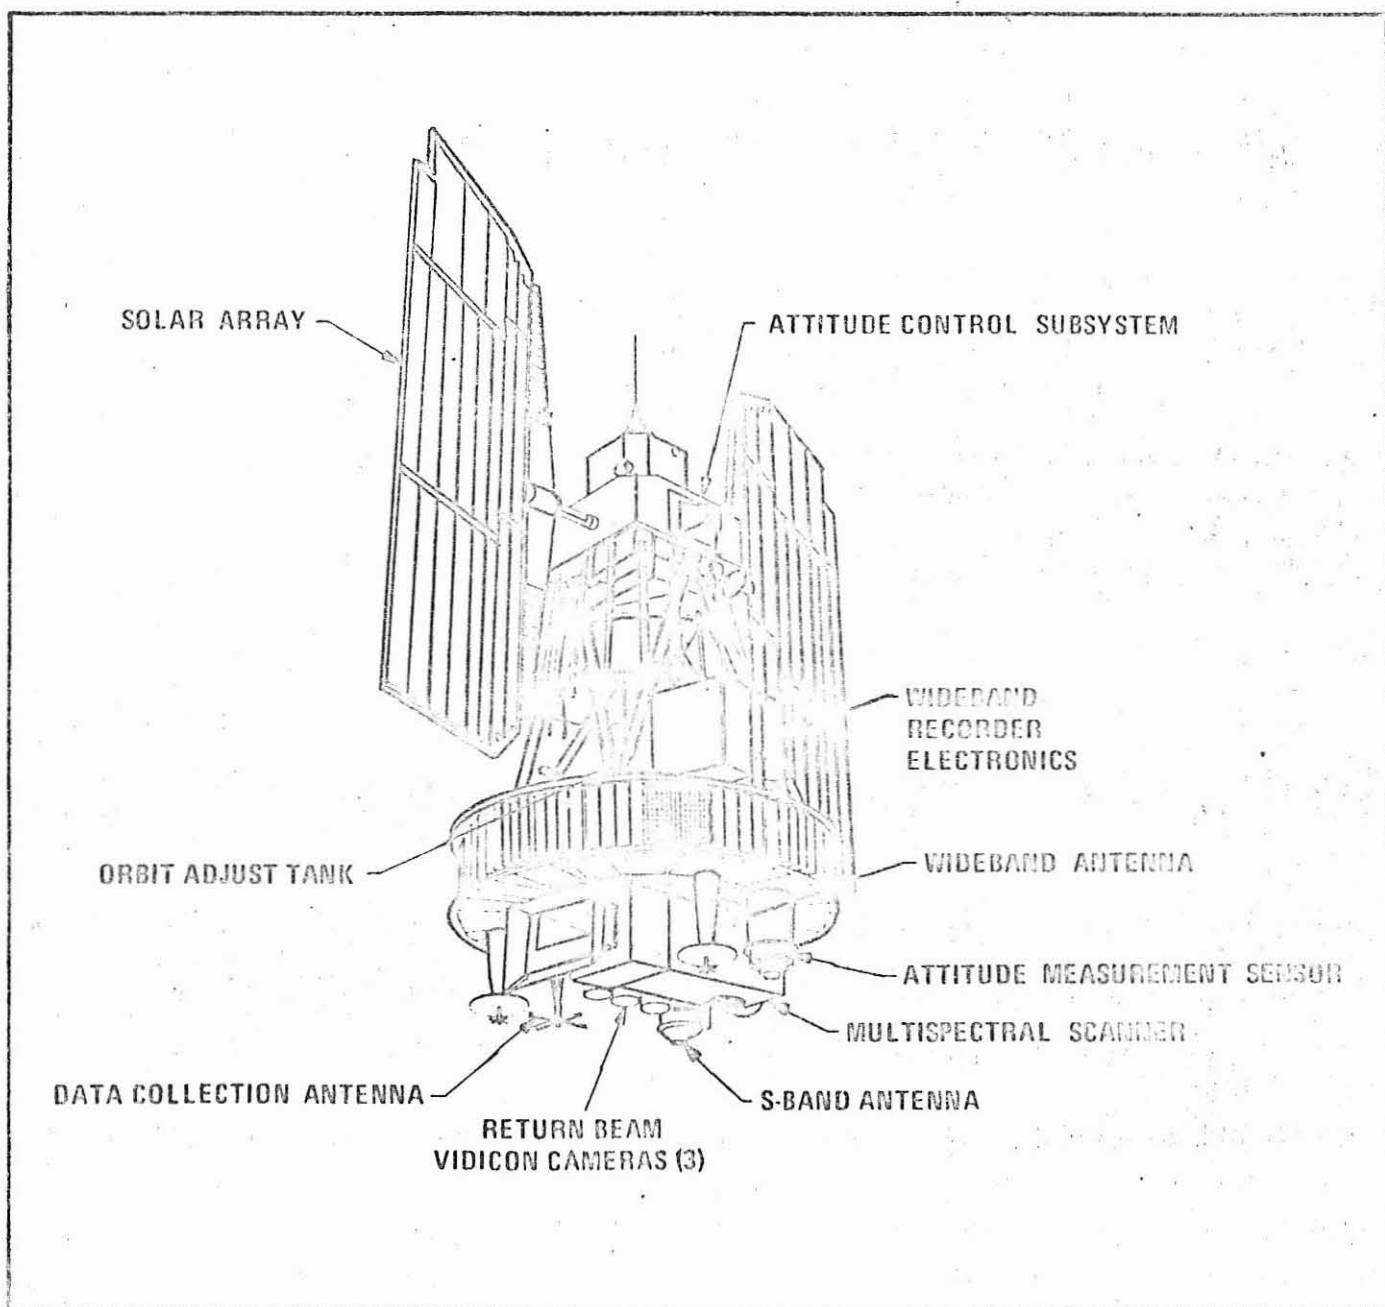 SOLAR ARRAY
ATTITUDE CONTROL SUBSYSTEM
WIDEBAND
RECORDER
ELECTRONICS
ORBIT ADJUST TANK
WIDEBAND ANTENNA
ATTITUDE MEASUREMENT SENSOR
MULTISPECTRAL SCANNER
DATA COLLECTION ANTENNA
S-BAND ANTENNA
RETURN BEAM
VIDICON CAMERAS (3)